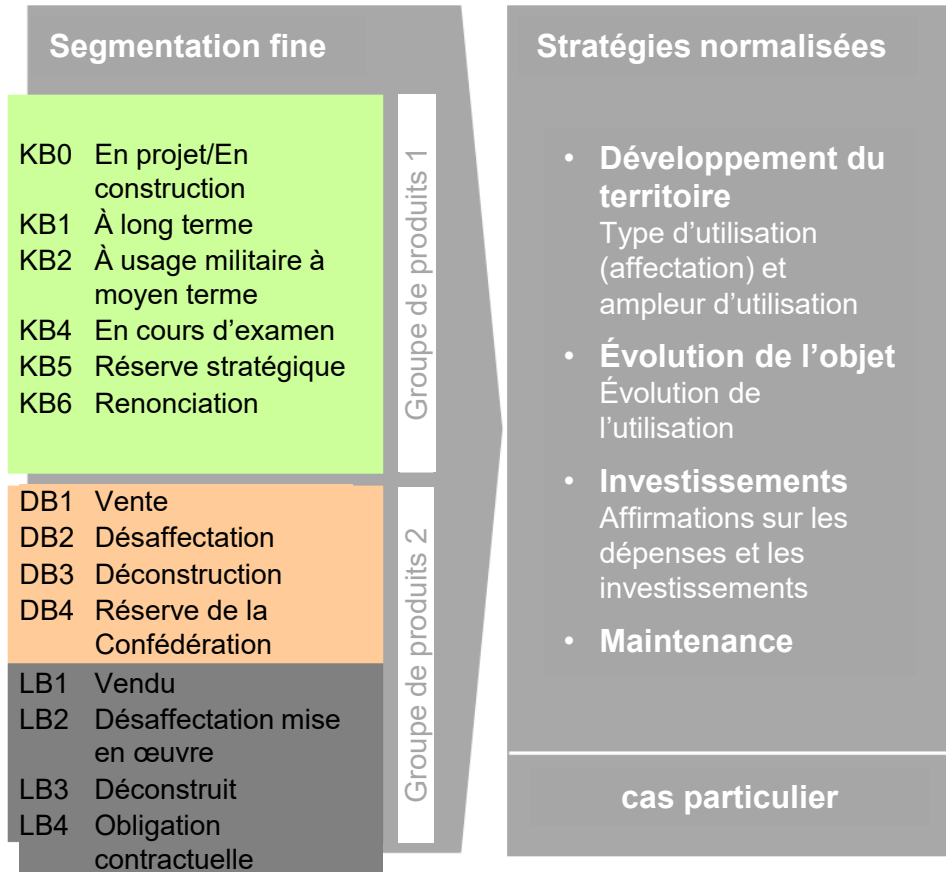 Segmentation fine
KB0 En projet/En
construction
KB1 À long terme
KB2 À usage militaire à
moyen terme
KB4 En cours d’examen
KB5 Réserve stratégique
KB6 Renonciation
Groupe de produits 1
DB1 Vente
DB2 Désaffectation
DB3 Déconstruction
DB4 Réserve de la
Confédération
LB1 Vendu
LB2 Désaffectation mise
en œuvre
LB3 Déconstruit
LB4 Obligation
contractuelle
Groupe de produits 2
Stratégies normalisées
• Développement du
territoire
Type d’utilisation
(affectation) et
ampleur d’utilisation
• Évolution de l’objet
Évolution de
l’utilisation
• Investissements
Affirmations sur les
dépenses et les
investissements
• Maintenance
cas particulier